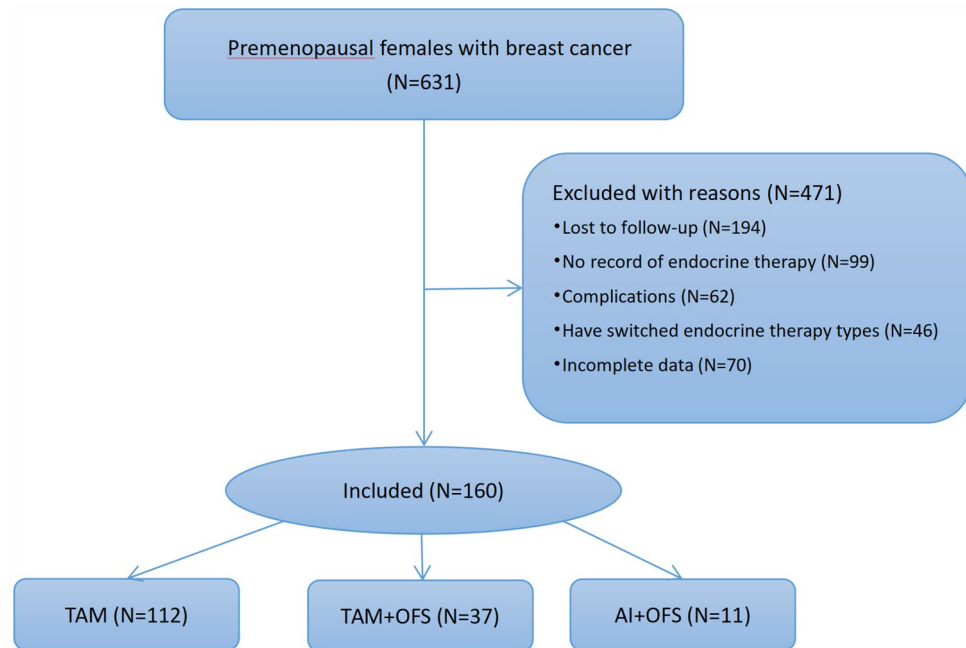 Premenopausal females with breast cancer
(N=631)
Excluded with reasons (N=471)
•Lost to follow-up (N=194)
•No record of endocrine therapy (N=99)
•Complications (N=62)
•Have switched endocrine therapy types (N=46)
•Incomplete data (N=70)
Included (N=160)
TAM (N=112)
TAM+OFS (N=37)
AI+OFS (N=11)